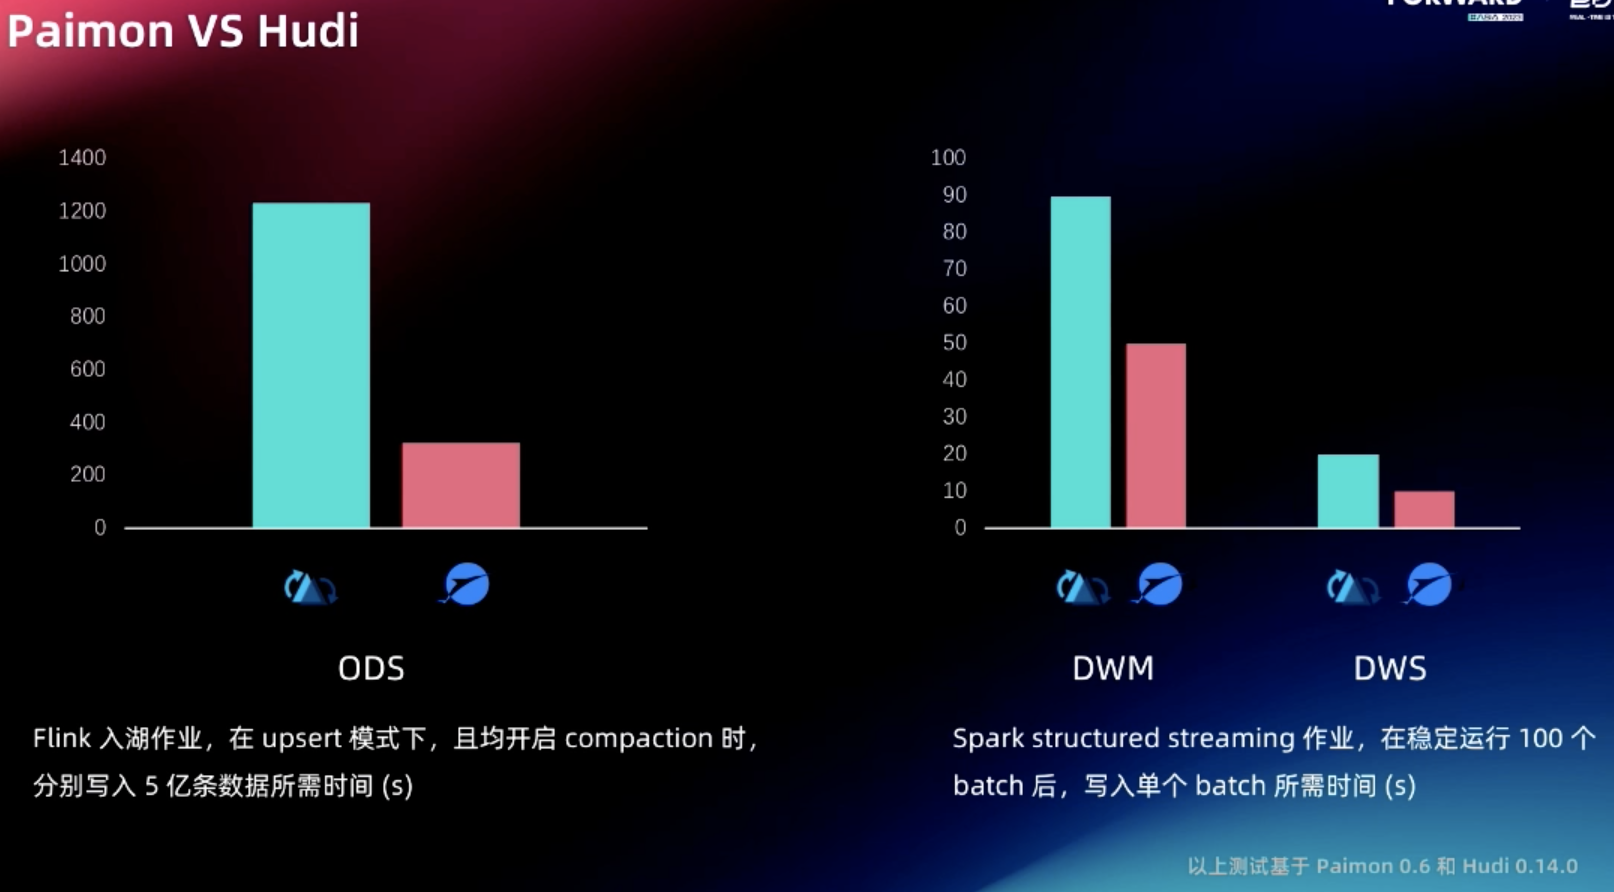 Paimon VS Hudi
1400
1200
1000
800
600
400
200
0
ODS
Flink 入湖作业，在 upsert 模式下，且均开启 compaction 时，
分别写入 5 亿条数据所需时间 (s)
100
90
80
70
60
50
40
30
20
10
0
DWM
DWS
Spark structured streaming 作业，在稳定运行 100 个
batch 后，写入单个 batch 所需时间 (s)
以上测试基于 Paimon 0.6 和 Hudi 0.14.0